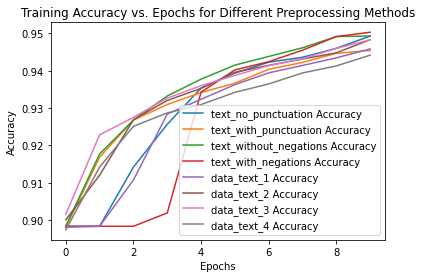 Training Accuracy vs. Epochs for Different Preprocessing Methods
0.95
0.94
0.93
0.92
0.91
0.90
Accuracy
text_no_punctuation Accuracy
text_with_punctuation Accuracy
text_without_negations Accuracy
text_with_negations Accuracy
data_text_1 Accuracy
data_text_2 Accuracy
data_text_3 Accuracy
data_text_4 Accuracy
0 2 4 6 8
Epochs